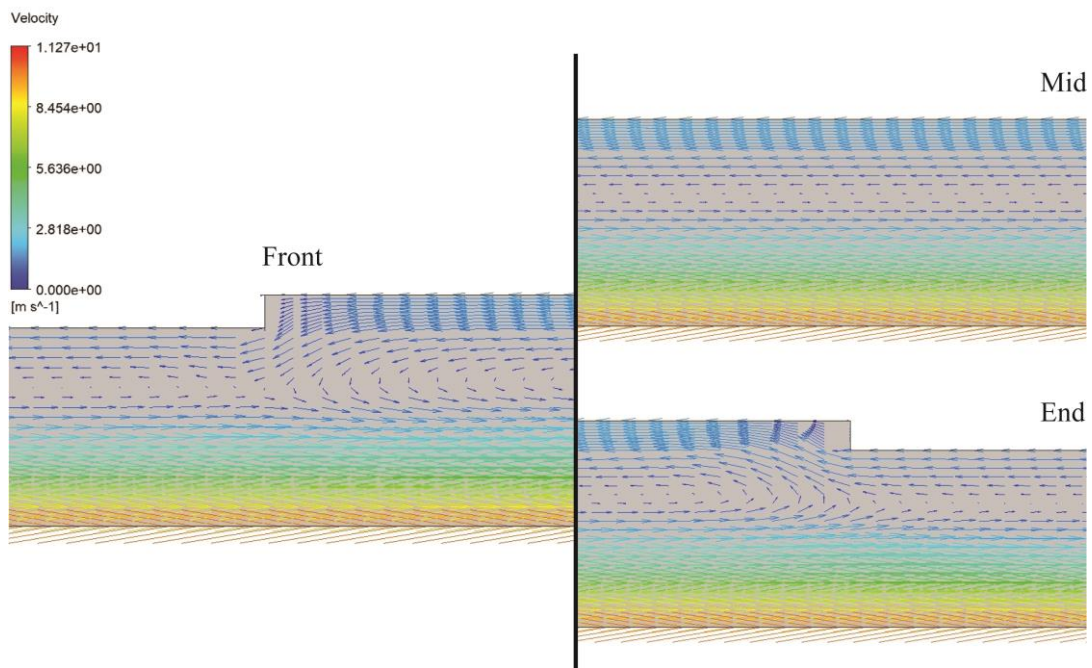 Velocity
1.127e+01
8.454e+00
5.636e+00
2.818e+00
0.000e+00
[m s^-1]
Front
Mid
End